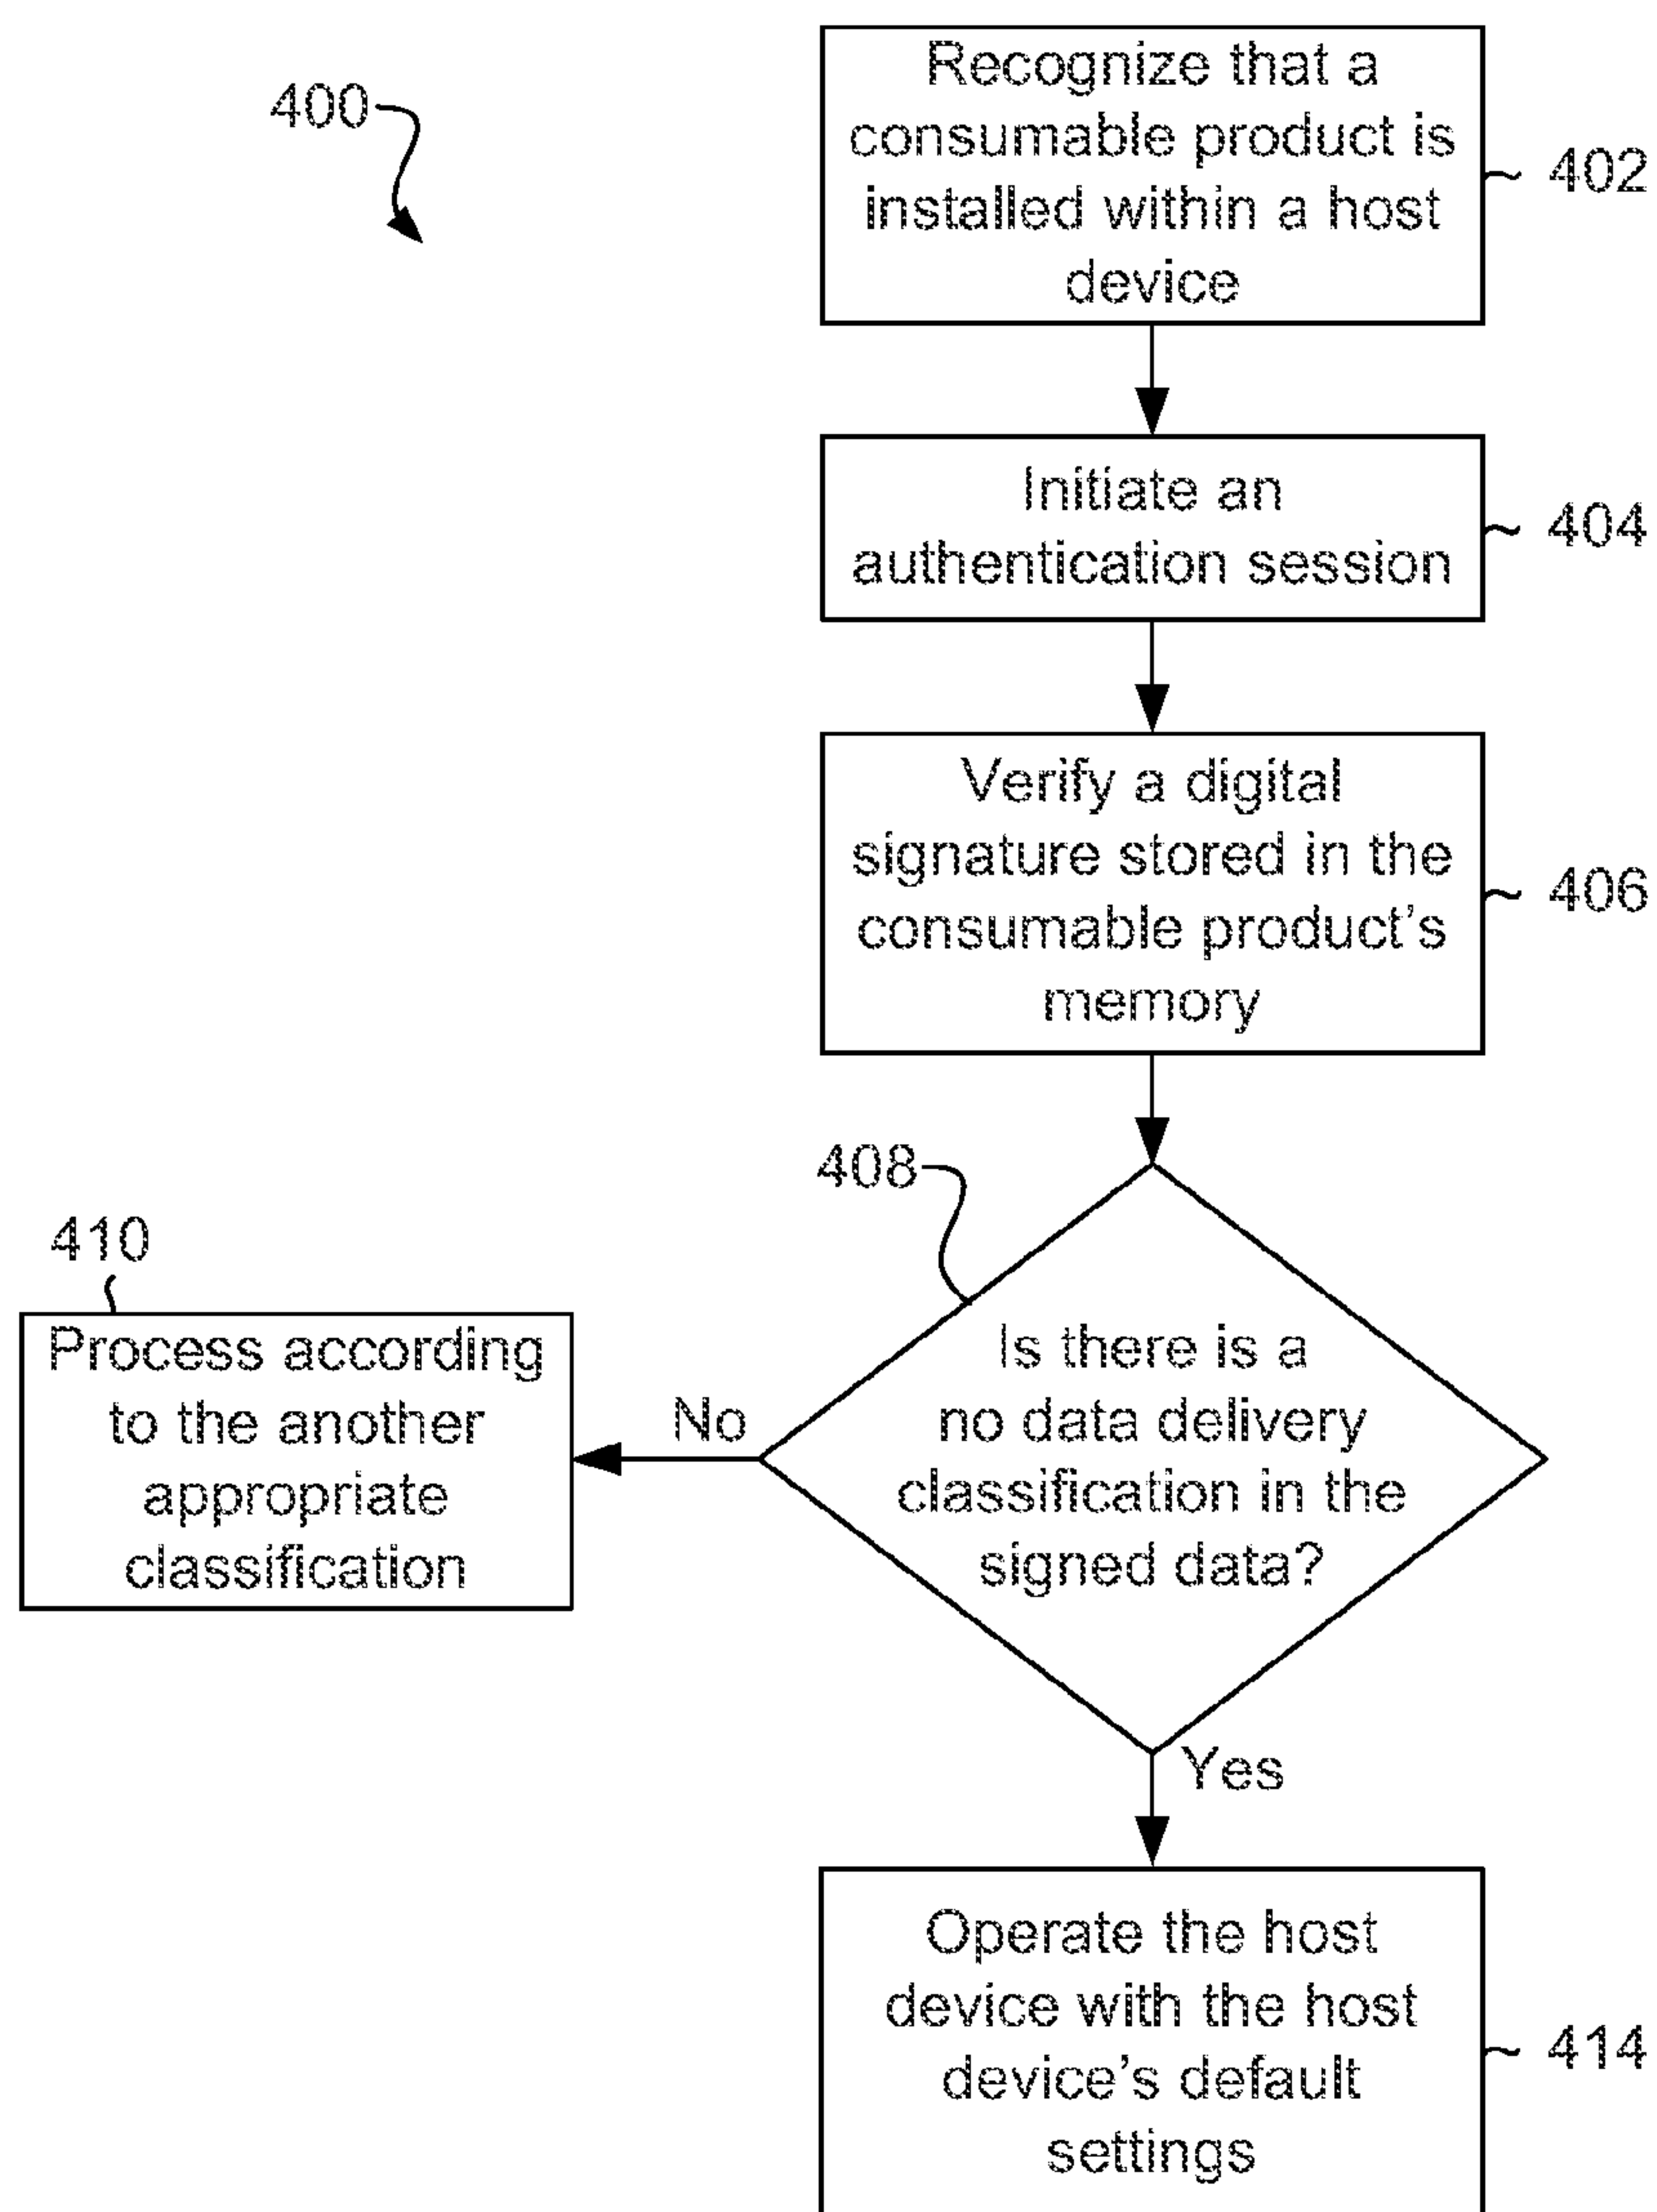 400
Recognize that a
consumable product is
installed within a host
device
402
Initiate an
authentication session
404
Verify a digital
signature stored in the
consumable product's
memory
406
408
Is there is a
no data delivery
classification in the
signed data?
No
410
Process according
to the another
appropriate
classification
Yes
Operate the host
device with the host
device's default
settings
414